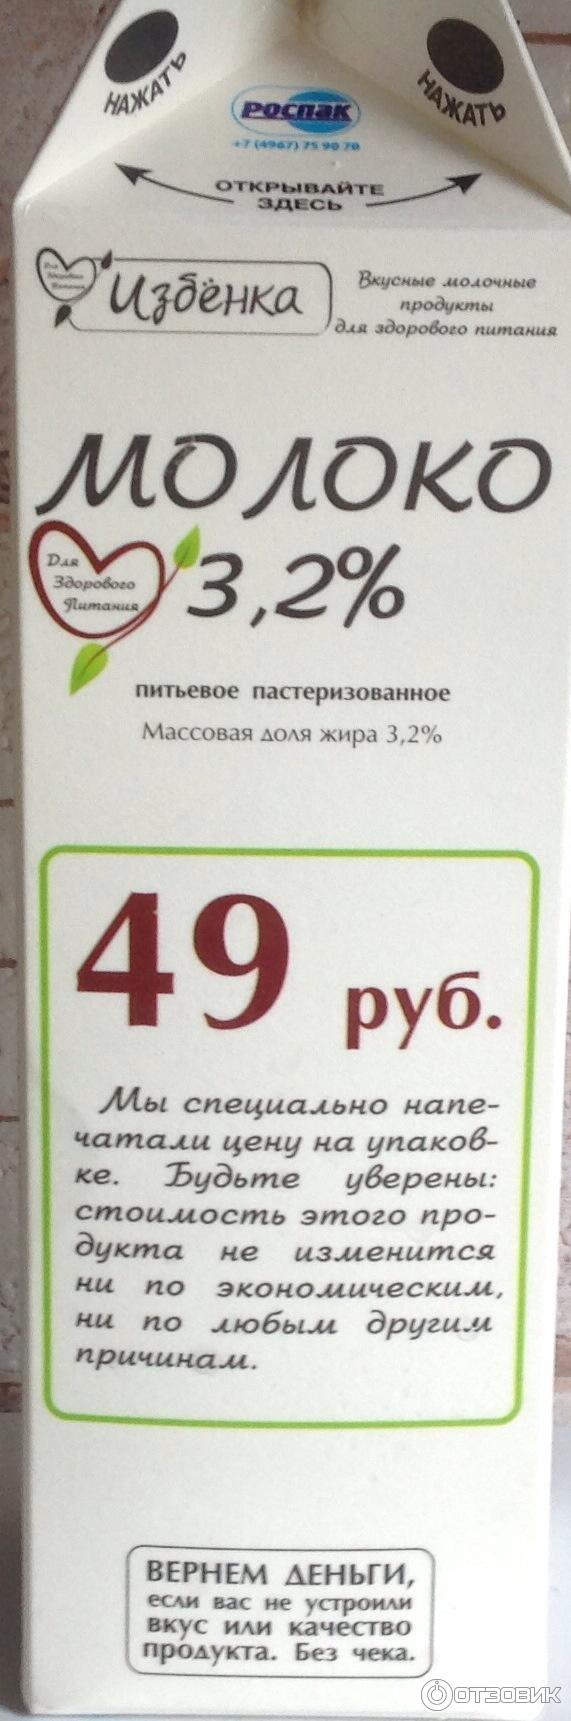 НАЖАТЬ
НАЖАТЬ
РОСПАК
+7 (4967) 75 90 70
ОТКРЫВАЙТЕ
ЗДЕСЬ
Для
Здорового
Питания
Избёнка
Вкусные молочные
продукты
для здорового питания
МОЛОКО
Для
Здорового
Питания
3,2%
питьевое пастеризованное
Массовая доля жира 3,2%
49 руб.
Мы специально напе-
чатали цену на упаков-
ке. Будьте уверены:
стоимость этого про-
дукта не изменится
ни по экономическим,
ни по любым другим
причинам.
ВЕРНЕМ ДЕНЬГИ,
если вас не устроили
вкус или качество
продукта. Без чека.
ОТЗОВИК